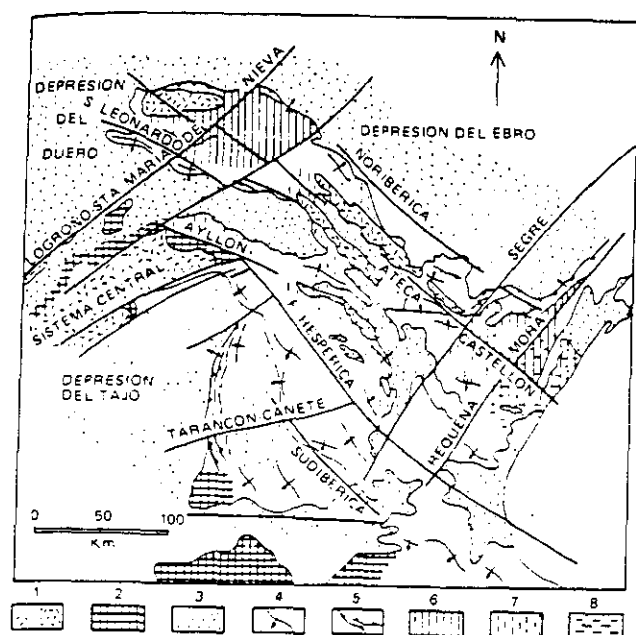 N
DEPRESION
DEL
DUERO
S LEONARDO
LOGROÑO-STA MARIA DE NIEVA
DEPRESION DEL EBRO
NORIBERICA
SEGRE
AYLLON
ATECA
CASTELLON
MORA
SISTEMA CENTRAL
HESPERICA
DEPRESION
DEL TAJO
TARANCON-CAÑETE
SUDIBERICA
REQUENA
0 50 100
Km.
1 2 3 4 5 6 7 8